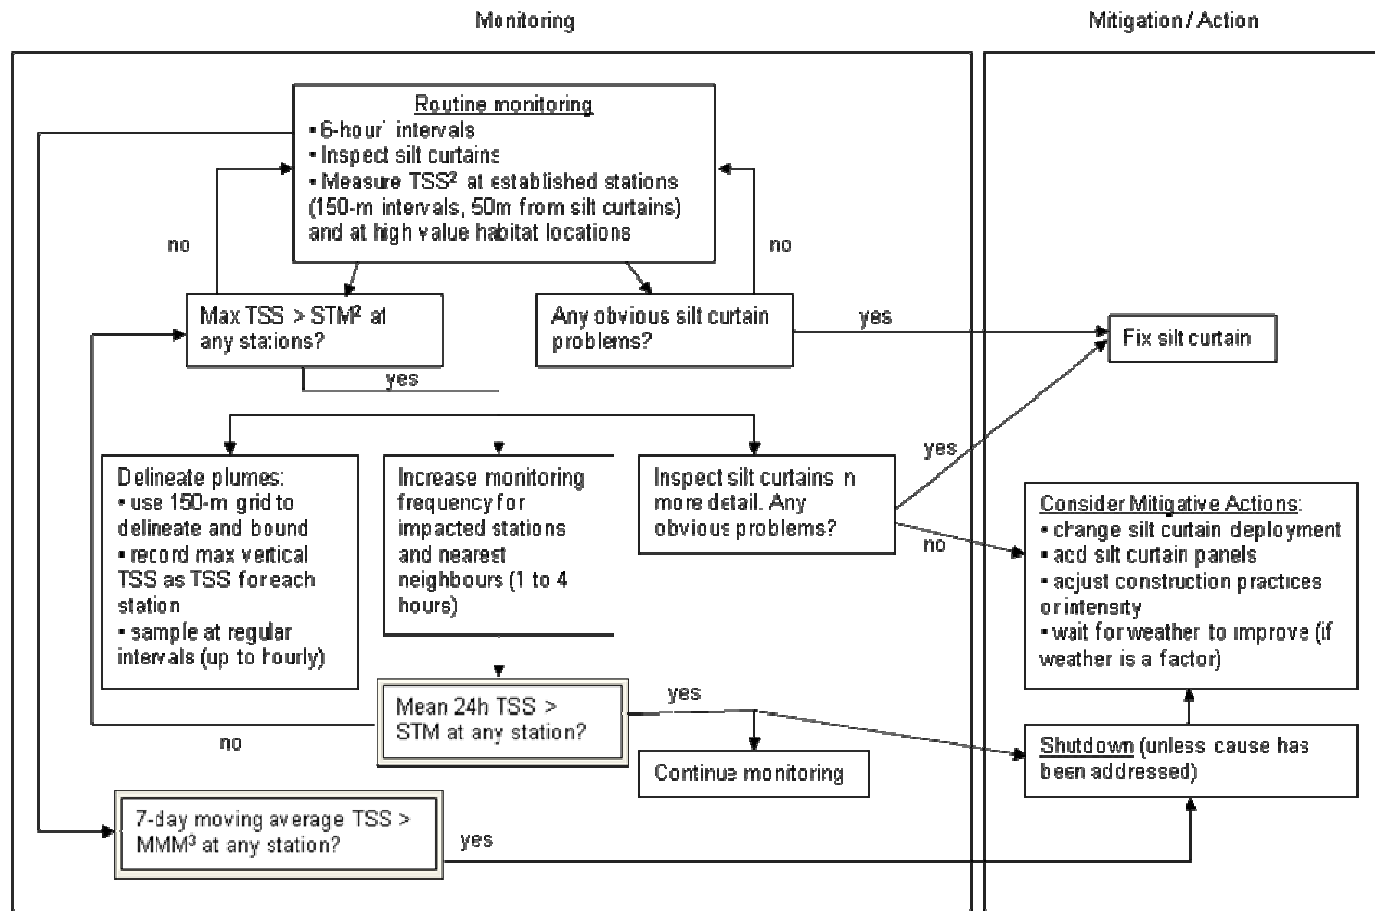 Monitoring
Mitigation / Action
Routine monitoring
▪ 6-hour¹ intervals
▪ Inspect silt curtains
▪ Measure TSS² at established stations
(150-m intervals, 50m from silt curtains)
and at high value habitat locations
no
no
Max TSS > STM² at
any stations?
Any obvious silt curtain
problems?
yes
Fix silt curtain
yes
Delineate plumes:
▪ use 150-m grid to
delineate and bound
▪ record max vertical
TSS as TSS for each
station
▪ sample at regular
intervals (up to hourly)
Increase monitoring
frequency for
impacted stations
and nearest
neighbours (1 to 4
hours)
Inspect silt curtains in
more detail. Any
obvious problems?
yes
no
Consider Mitigative Actions:
▪ change silt curtain deployment
▪ add silt curtain panels
▪ adjust construction practices
or intensity
▪ wait for weather to improve (if
weather is a factor)
Mean 24h TSS >
STM at any station?
yes
no
Continue monitoring
Shutdown (unless cause has
been addressed)
7-day moving average TSS >
MMM³ at any station?
yes